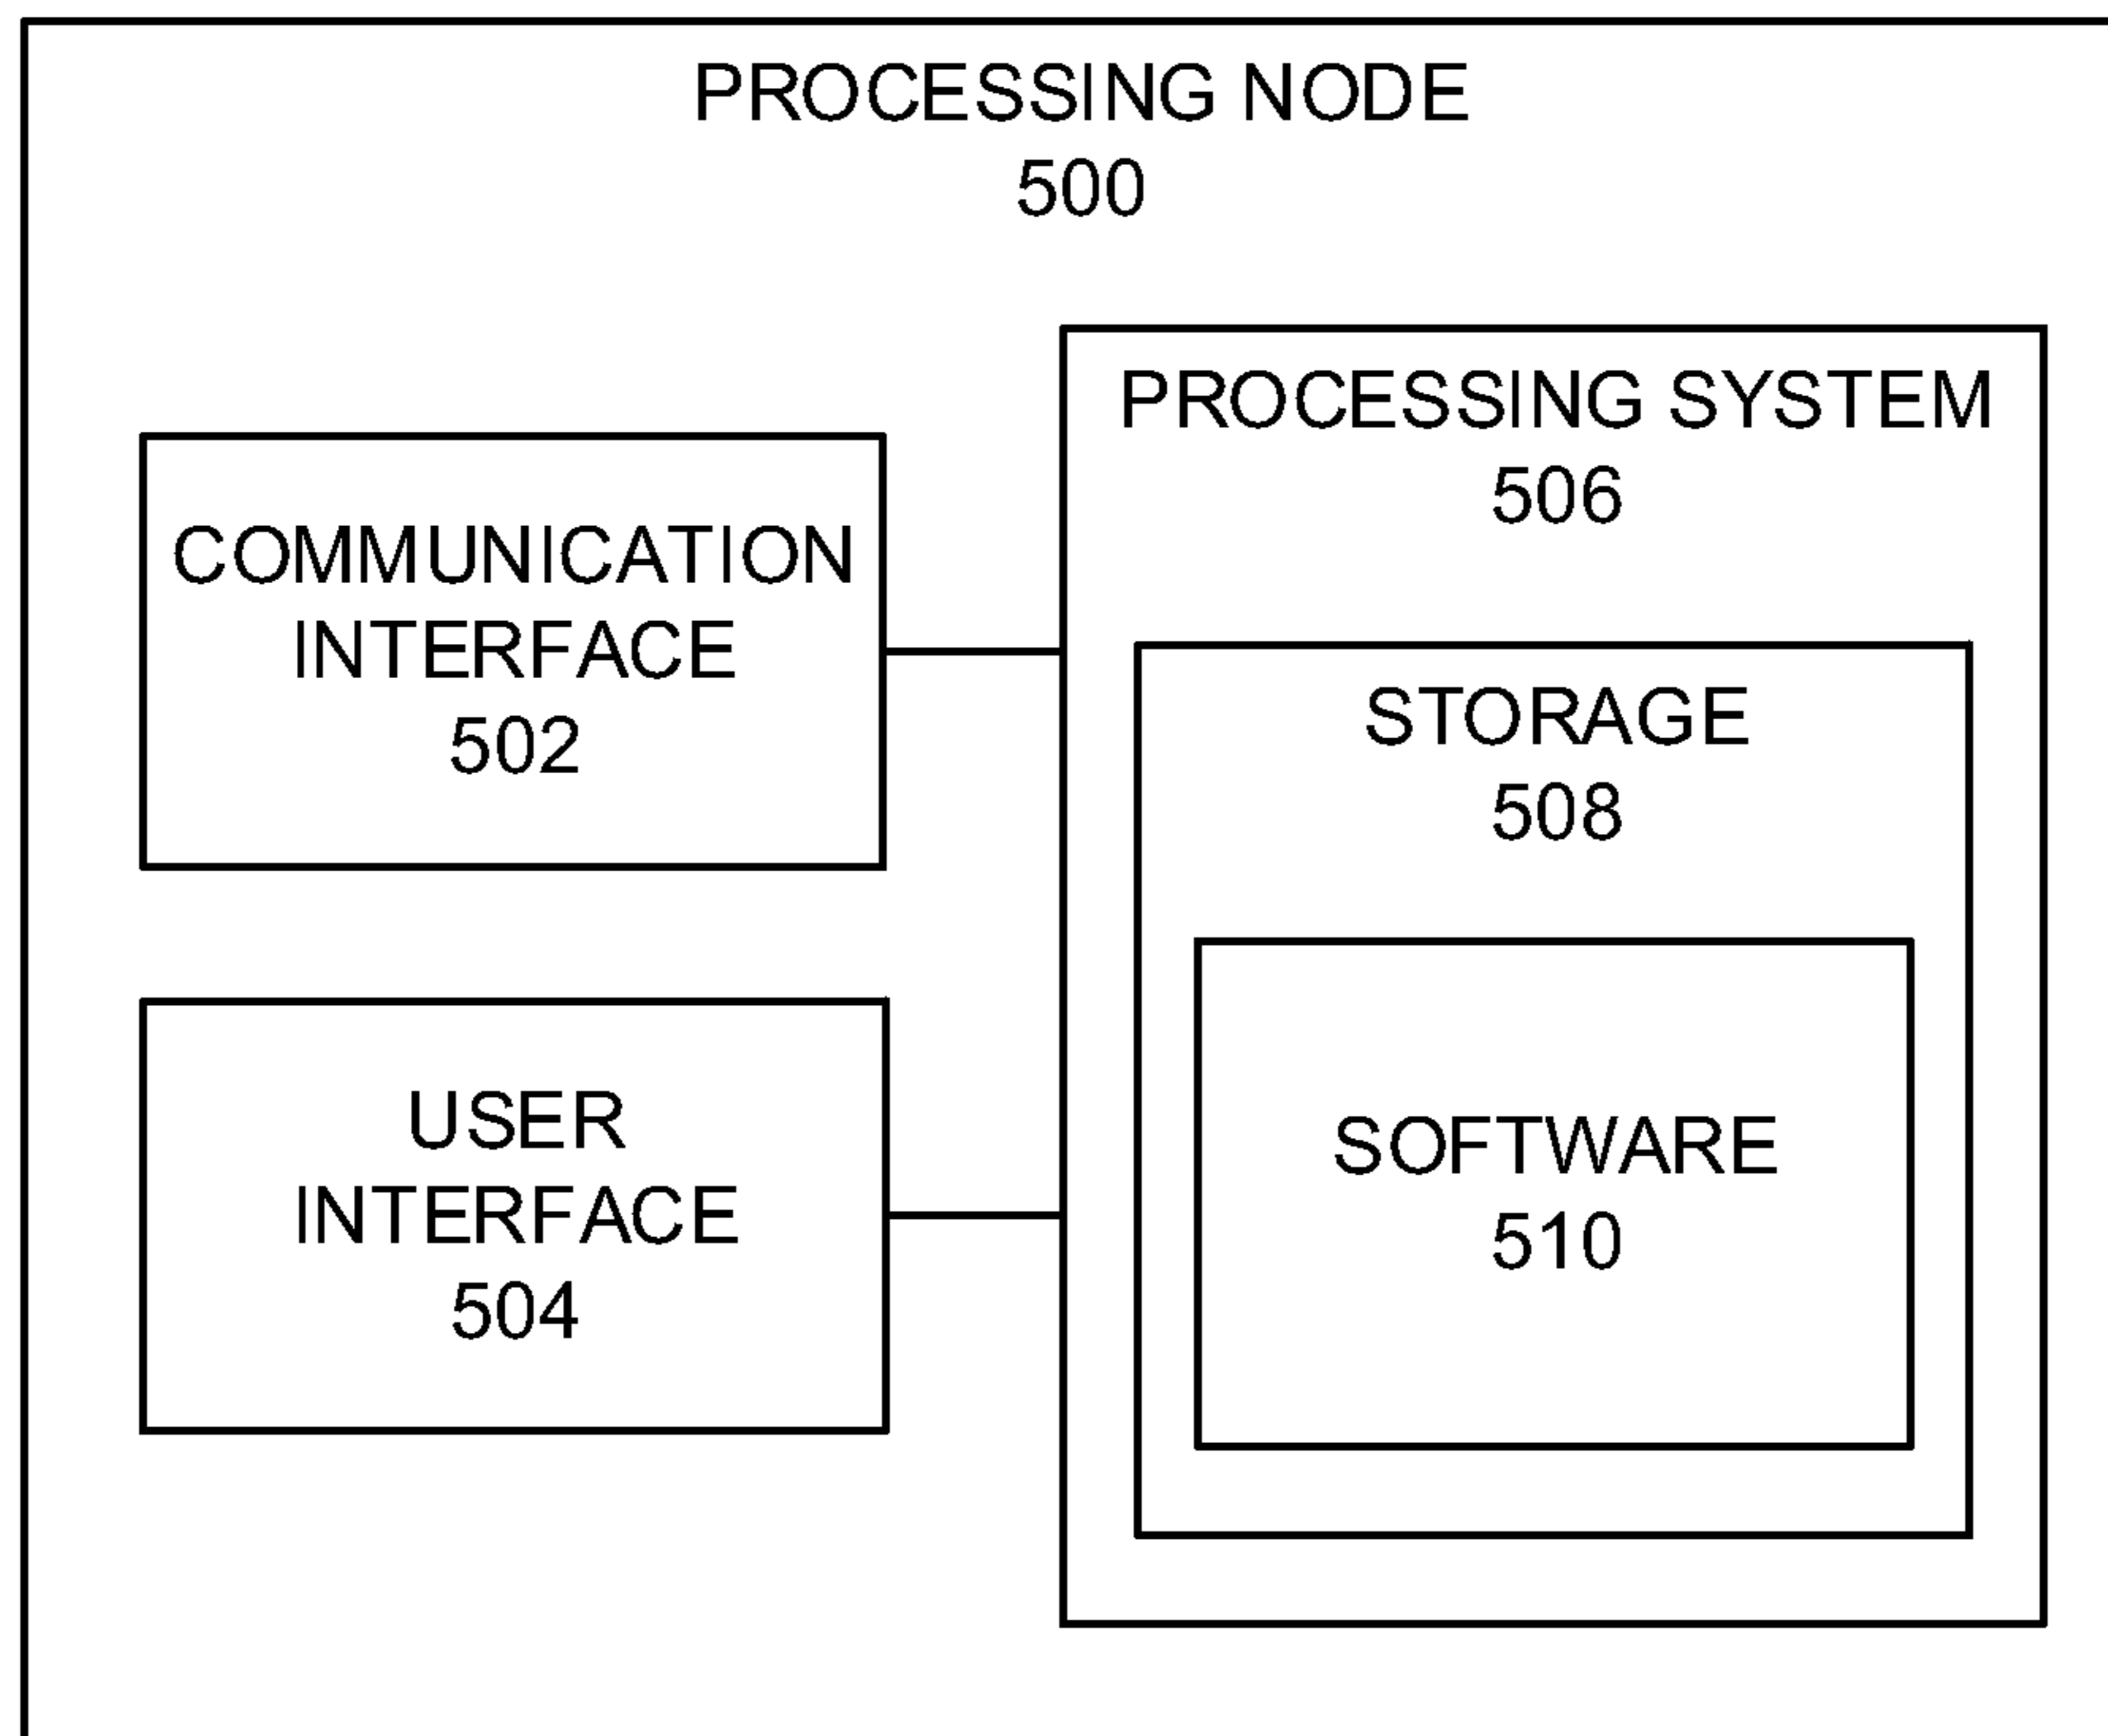 PROCESSING NODE
500
COMMUNICATION
INTERFACE
502
USER
INTERFACE
504
PROCESSING SYSTEM
506
STORAGE
508
SOFTWARE
510